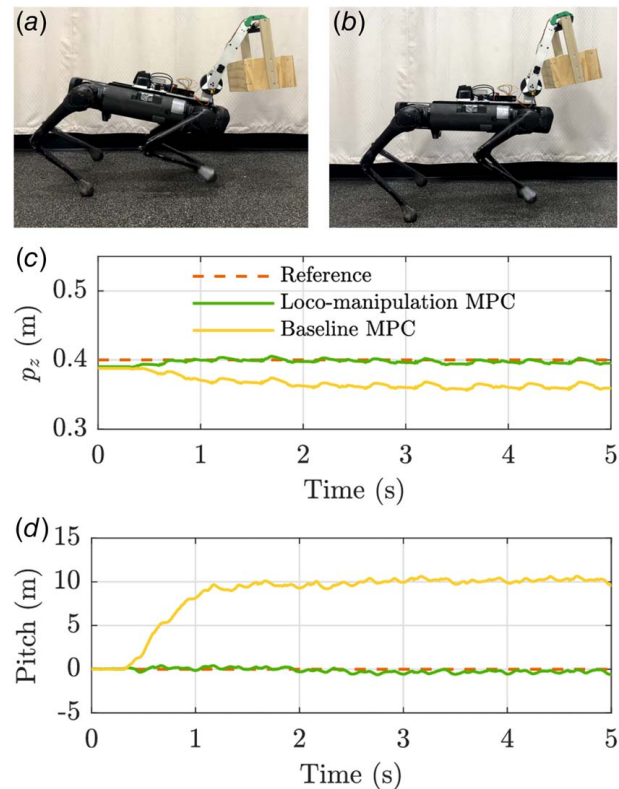 (a)
(b)
(c)
Reference
Loco-manipulation MPC
Baseline MPC
0.5
0.4
0.3
p_z (m)
0 1 2 3 4 5
Time (s)
(d)
15
10
5
0
-5
Pitch (m)
0 1 2 3 4 5
Time (s)